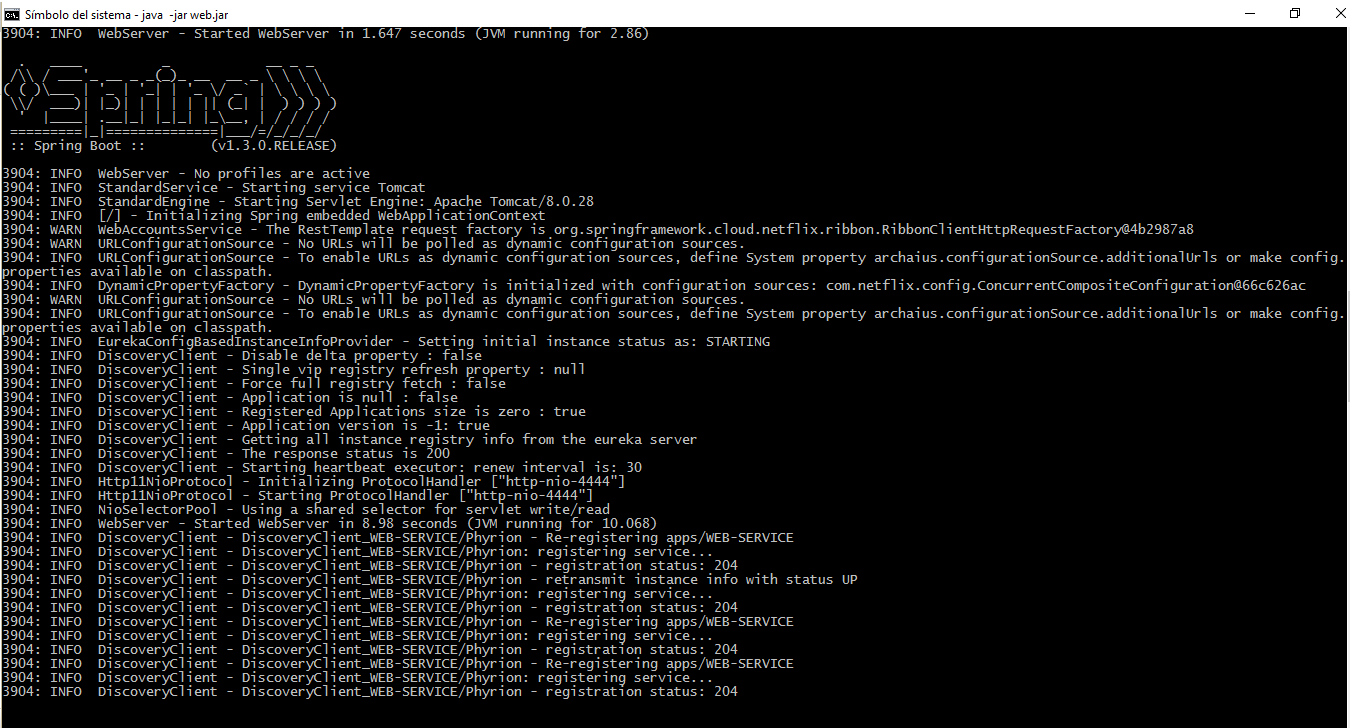 Símbolo del sistema - java  -jar web.jar
3904: INFO  WebServer - Started WebServer in 1.647 seconds (JVM running for 2.86)
  .   ____          _            __ _ _
 /\\ / ___'_ __ _ _(_)_ __  __ _ \ \ \ \
( ( )\___ | '_ | '_| | '_ \/ _` | \ \ \ \
 \\/  ___)| |_)| | | | | || (_| |  ) ) ) )
  '  |____| .__|_| |_|_| |_\__, | / / / /
 =========|_|==============|___/=/_/_/_/
 :: Spring Boot ::        (v1.3.0.RELEASE)
3904: INFO  WebServer - No profiles are active
3904: INFO  StandardService - Starting service Tomcat
3904: INFO  StandardEngine - Starting Servlet Engine: Apache Tomcat/8.0.28
3904: INFO  [/] - Initializing Spring embedded WebApplicationContext
3904: WARN  WebAccountsService - The RestTemplate request factory is org.springframework.cloud.netflix.ribbon.RibbonClientHttpRequestFactory@4b2987a8
3904: WARN  URLConfigurationSource - No URLs will be polled as dynamic configuration sources.
3904: INFO  URLConfigurationSource - To enable URLs as dynamic configuration sources, define System property archaius.configurationSource.additionalUrls or make config.
properties available on classpath.
3904: INFO  DynamicPropertyFactory - DynamicPropertyFactory is initialized with configuration sources: com.netflix.config.ConcurrentCompositeConfiguration@66c626ac
3904: WARN  URLConfigurationSource - No URLs will be polled as dynamic configuration sources.
3904: INFO  URLConfigurationSource - To enable URLs as dynamic configuration sources, define System property archaius.configurationSource.additionalUrls or make config.
properties available on classpath.
3904: INFO  EurekaConfigBasedInstanceInfoProvider - Setting initial instance status as: STARTING
3904: INFO  DiscoveryClient - Disable delta property : false
3904: INFO  DiscoveryClient - Single vip registry refresh property : null
3904: INFO  DiscoveryClient - Force full registry fetch : false
3904: INFO  DiscoveryClient - Application is null : false
3904: INFO  DiscoveryClient - Registered Applications size is zero : true
3904: INFO  DiscoveryClient - Application version is -1: true
3904: INFO  DiscoveryClient - Getting all instance registry info from the eureka server
3904: INFO  DiscoveryClient - The response status is 200
3904: INFO  DiscoveryClient - Starting heartbeat executor: renew interval is: 30
3904: INFO  Http11NioProtocol - Initializing ProtocolHandler ["http-nio-4444"]
3904: INFO  Http11NioProtocol - Starting ProtocolHandler ["http-nio-4444"]
3904: INFO  NioSelectorPool - Using a shared selector for servlet write/read
3904: INFO  WebServer - Started WebServer in 8.98 seconds (JVM running for 10.068)
3904: INFO  DiscoveryClient - DiscoveryClient_WEB-SERVICE/Phyrion - Re-registering apps/WEB-SERVICE
3904: INFO  DiscoveryClient - DiscoveryClient_WEB-SERVICE/Phyrion: registering service...
3904: INFO  DiscoveryClient - DiscoveryClient_WEB-SERVICE/Phyrion - registration status: 204
3904: INFO  DiscoveryClient - DiscoveryClient_WEB-SERVICE/Phyrion - retransmit instance info with status UP
3904: INFO  DiscoveryClient - DiscoveryClient_WEB-SERVICE/Phyrion: registering service...
3904: INFO  DiscoveryClient - DiscoveryClient_WEB-SERVICE/Phyrion - registration status: 204
3904: INFO  DiscoveryClient - DiscoveryClient_WEB-SERVICE/Phyrion - Re-registering apps/WEB-SERVICE
3904: INFO  DiscoveryClient - DiscoveryClient_WEB-SERVICE/Phyrion: registering service...
3904: INFO  DiscoveryClient - DiscoveryClient_WEB-SERVICE/Phyrion - registration status: 204
3904: INFO  DiscoveryClient - DiscoveryClient_WEB-SERVICE/Phyrion - Re-registering apps/WEB-SERVICE
3904: INFO  DiscoveryClient - DiscoveryClient_WEB-SERVICE/Phyrion: registering service...
3904: INFO  DiscoveryClient - DiscoveryClient_WEB-SERVICE/Phyrion - registration status: 204